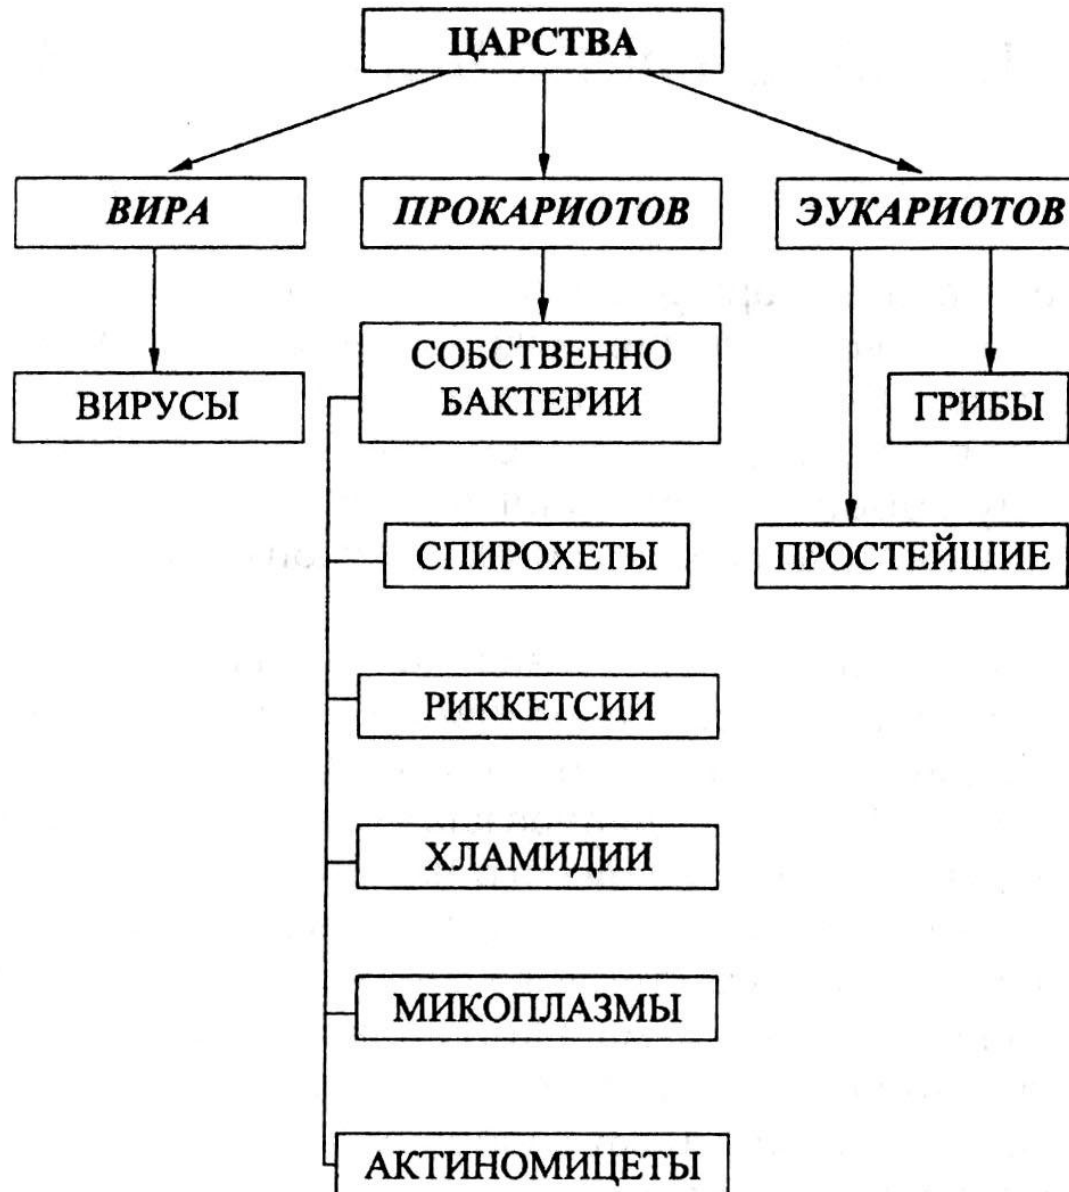 ЦАРСТВА
ВИРА
ПРОКАРИОТОВ
ЭУКАРИОТОВ
ВИРУСЫ
СОБСТВЕННО
БАКТЕРИИ
ГРИБЫ
СПИРОХЕТЫ
ПРОСТЕЙШИЕ
РИККЕТСИИ
ХЛАМИДИИ
МИКОПЛАЗМЫ
АКТИНОМИЦЕТЫ